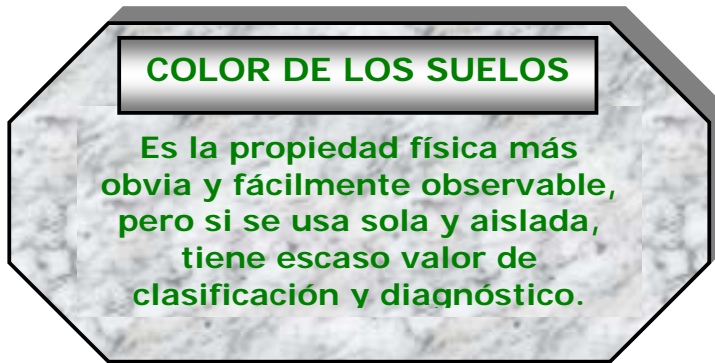 COLOR DE LOS SUELOS
Es la propiedad física más
obvia y fácilmente observable,
pero si se usa sola y aislada,
tiene escaso valor de
clasificación y diagnóstico.